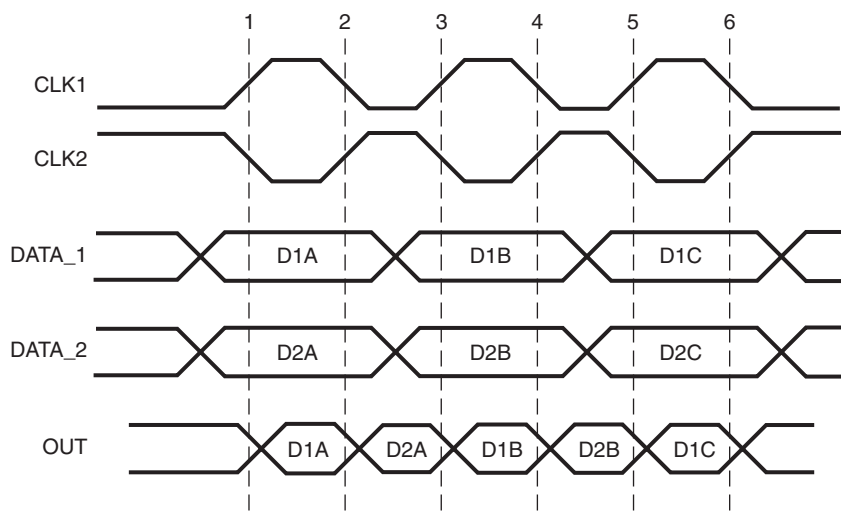 1 2 3 4 5 6
CLK1
CLK2
DATA_1 D1A D1B D1C
DATA_2 D2A D2B D2C
OUT D1A D2A D1B D2B D1C